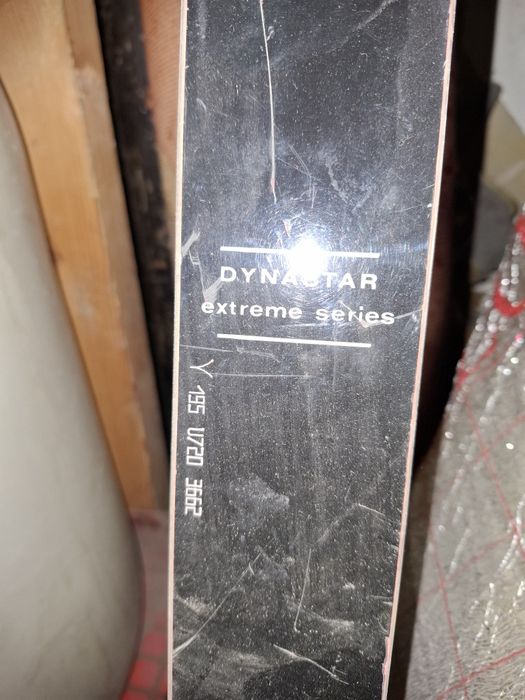 DYNASTAR
extreme series
Y 195 U720 3662